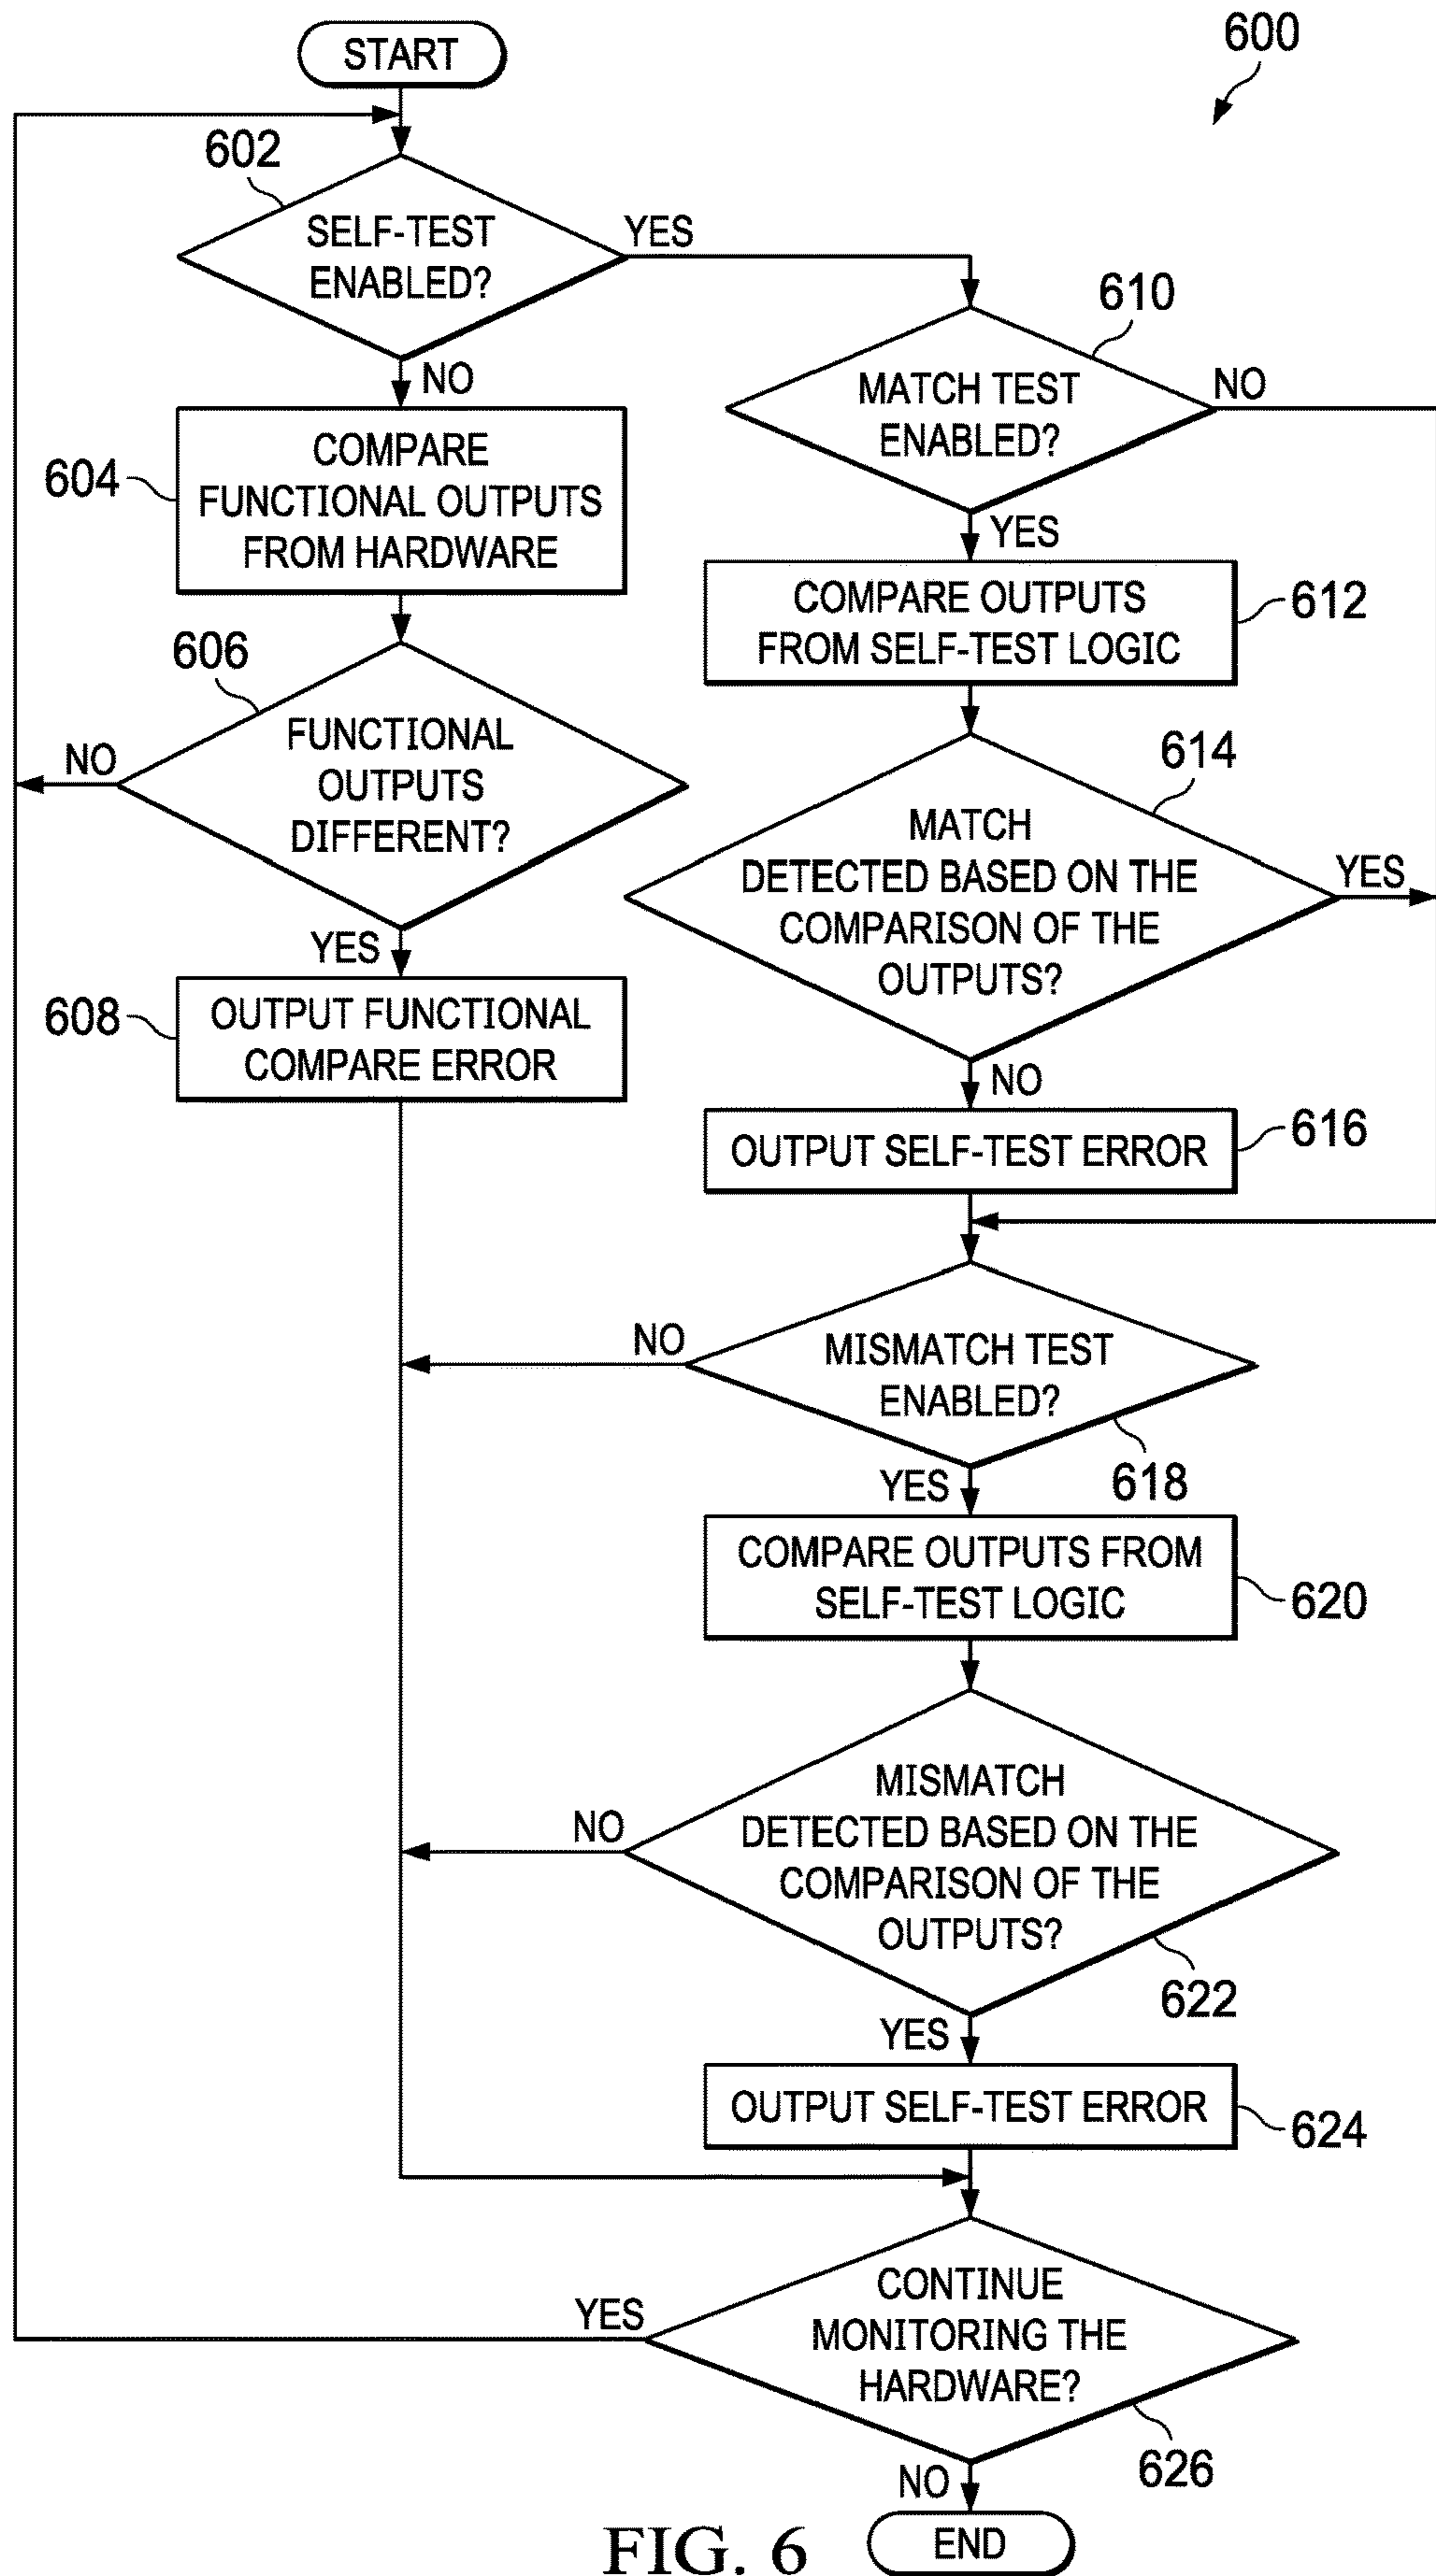 START
600
602
SELF-TEST
ENABLED?
YES
NO
604
COMPARE
FUNCTIONAL OUTPUTS
FROM HARDWARE
606
FUNCTIONAL
OUTPUTS
DIFFERENT?
NO
YES
608
OUTPUT FUNCTIONAL
COMPARE ERROR
610
MATCH TEST
ENABLED?
NO
YES
COMPARE OUTPUTS
FROM SELF-TEST LOGIC
612
614
MATCH
DETECTED BASED ON THE
COMPARISON OF THE
OUTPUTS?
YES
NO
OUTPUT SELF-TEST ERROR
616
NO
MISMATCH TEST
ENABLED?
618
YES
COMPARE OUTPUTS FROM
SELF-TEST LOGIC
620
MISMATCH
DETECTED BASED ON THE
COMPARISON OF THE
OUTPUTS?
NO
622
YES
OUTPUT SELF-TEST ERROR
624
YES
CONTINUE
MONITORING THE
HARDWARE?
626
NO
END
FIG. 6